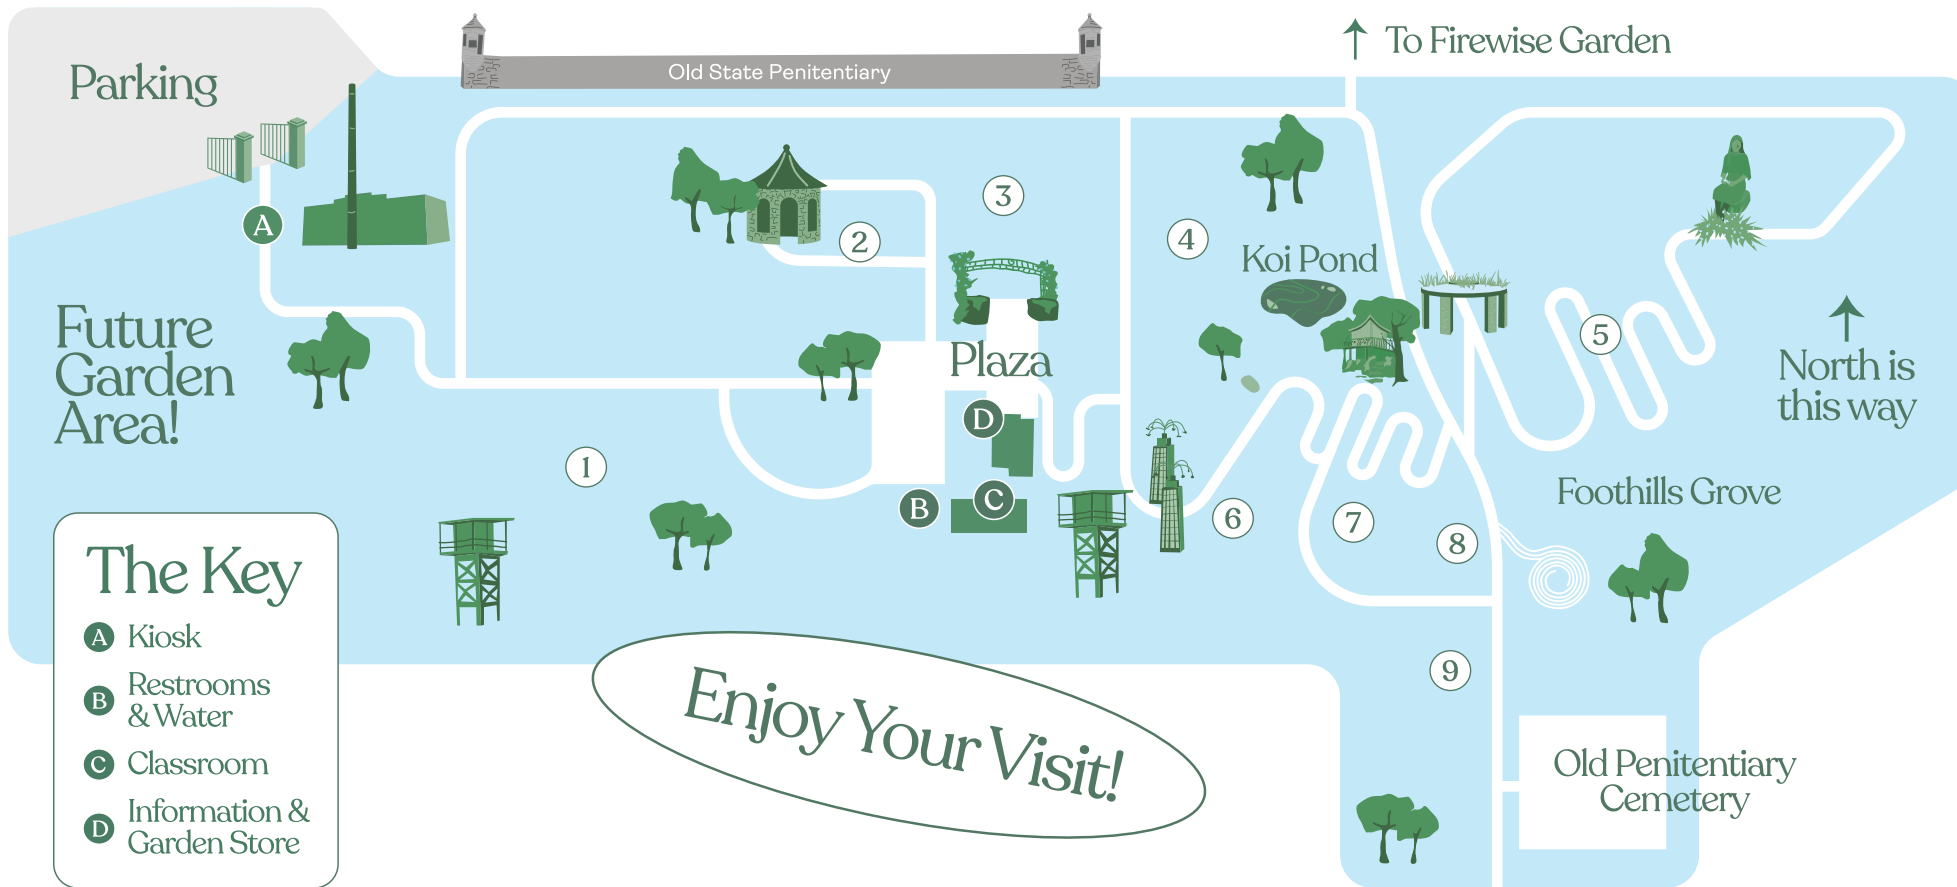 To Firewise Garden
Parking
Old State Penitentiary
A
2
3
4
Koi Pond
5
Future
Garden
Area!
Plaza
North is
this way
D
1
B
C
6
7
8
Foothills Grove
9
Old Penitentiary
Cemetery
The Key
A Kiosk
B Restrooms
& Water
C Classroom
D Information &
Garden Store
Enjoy Your Visit!